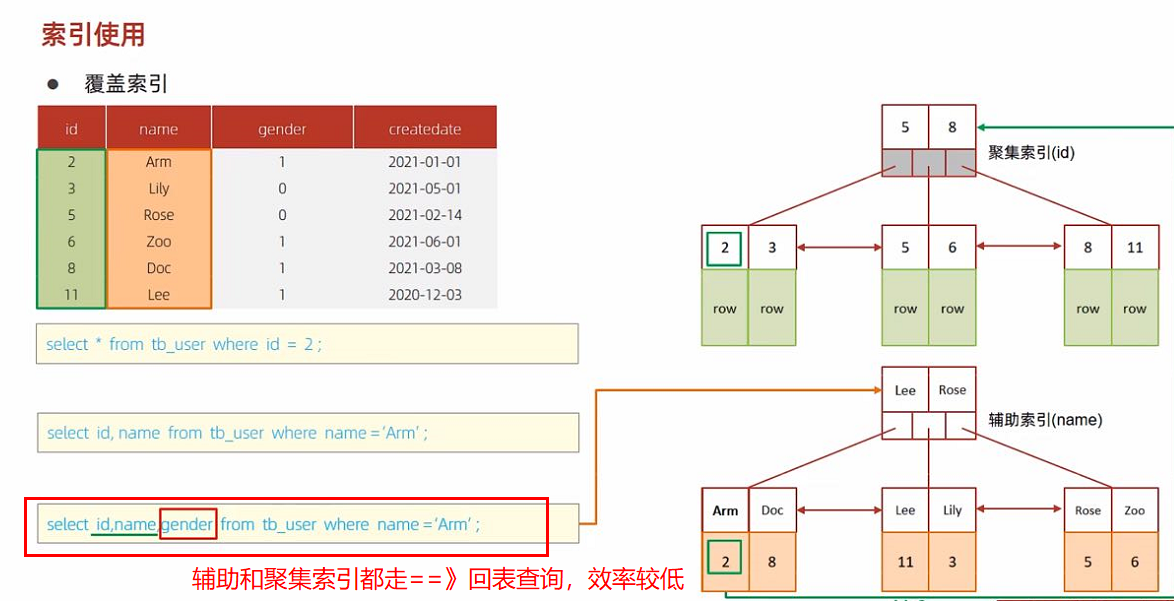 索引使用
● 覆盖索引
id name gender createdate
2 Arm 1 2021-01-01
3 Lily 0 2021-05-01
5 Rose 0 2021-02-14
6 Zoo 1 2021-06-01
8 Doc 1 2021-03-08
11 Lee 1 2020-12-03
select * from tb_user where id = 2 ;
select id, name from tb_user where name = 'Arm' ;
select id,name,gender from tb_user where name = 'Arm' ;
辅助和聚集索引都走==》回表查询，效率较低
5 8
聚集索引(id)
2 3 5 6 8 11
row row row row row row
Lee Rose
辅助索引(name)
Arm Doc Lee Lily Rose Zoo
2 8 11 3 5 6